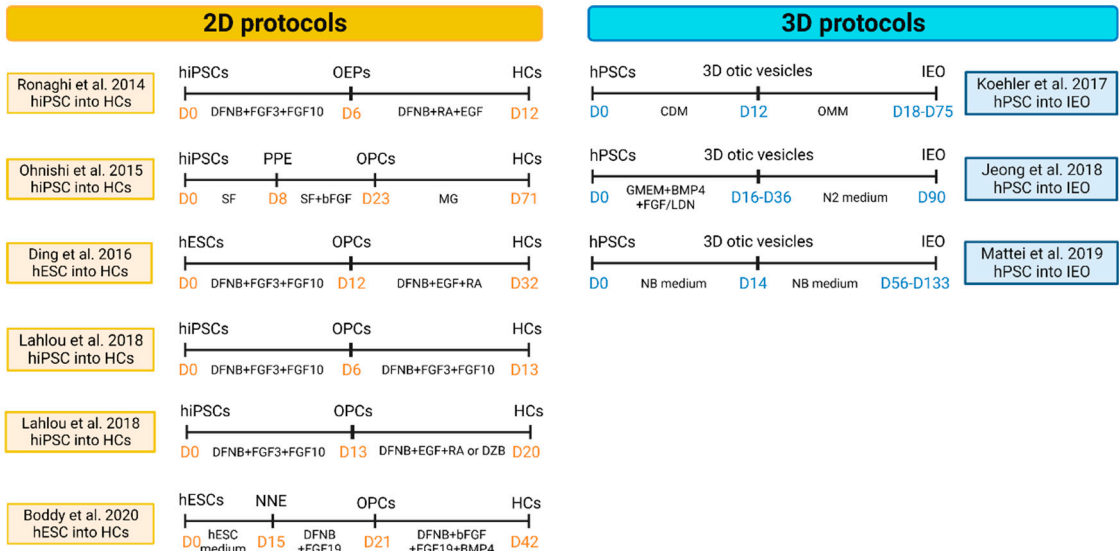 2D protocols
Ronaghi et al. 2014
hiPSC into HCs
hiPSCs OEPs HCs
D0 DFNB+FGF3+FGF10 D6 DFNB+RA+EGF D12
Ohnishi et al. 2015
hiPSC into HCs
hiPSCs PPE OPCs HCs
D0 SF D8 SF+bFGF D23 MG D71
Ding et al. 2016
hESC into HCs
hESCs OPCs HCs
D0 DFNB+FGF3+FGF10 D12 DFNB+EGF+RA D32
Lahlou et al. 2018
hiPSC into HCs
hiPSCs OPCs HCs
D0 DFNB+FGF3+FGF10 D6 DFNB+FGF3+FGF10 D13
Lahlou et al. 2018
hiPSC into HCs
hiPSCs OPCs HCs
D0 DFNB+FGF3+FGF10 D13 DFNB+EGF+RA or DZB D20
Boddy et al. 2020
hESC into HCs
hESCs NNE OPCs HCs
D0 hESC medium D15 DFNB +FGF19 D21 DFNB+bFGF +FGF19+BMP4 D42
3D protocols
hPSCs 3D otic vesicles IEO
D0 CDM D12 OMM D18-D75
Koehler et al. 2017
hPSC into IEO
hPSCs 3D otic vesicles IEO
D0 GMEM+BMP4 +FGF/LDN D16-D36 N2 medium D90
Jeong et al. 2018
hPSC into IEO
hPSCs 3D otic vesicles IEO
D0 NB medium D14 NB medium D56-D133
Mattei et al. 2019
hPSC into IEO